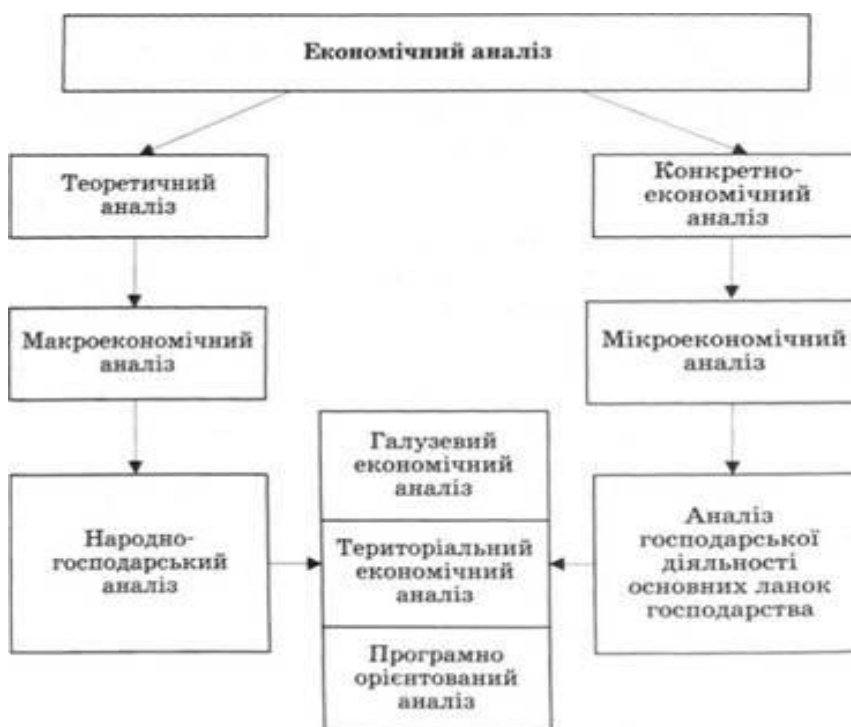 Економічний аналіз
Теоретичний
аналіз
Конкретно-
економічний
аналіз
Макроекономічний
аналіз
Мікроекономічний
аналіз
Народно-
господарський
аналіз
Галузевий
економічний
аналіз
Територіальний
економічний
аналіз
Програмно
орієнтований
аналіз
Аналіз
господарської
діяльності
основних ланок
господарства